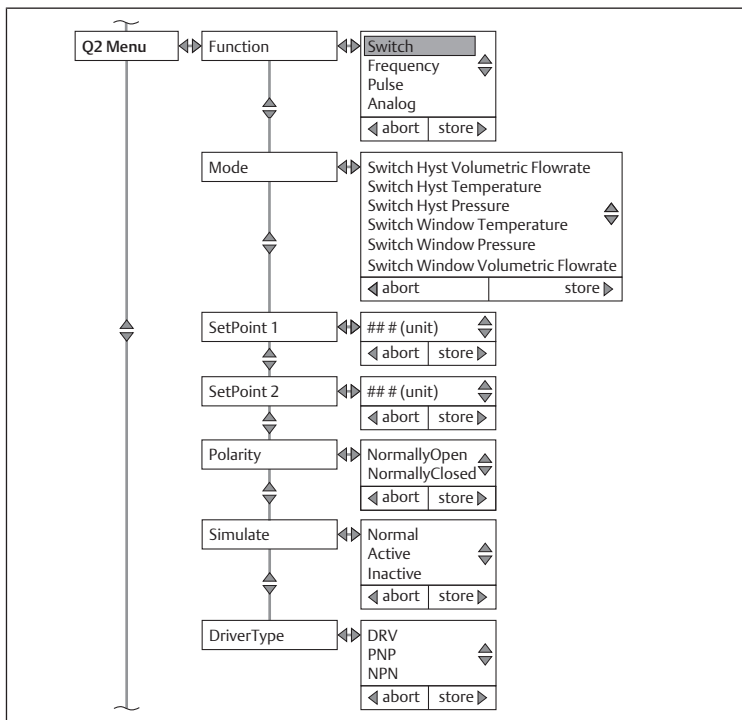 Q2 Menu
Function
Switch
Frequency
Pulse
Analog
abort store
Mode
Switch Hyst Volumetric Flowrate
Switch Hyst Temperature
Switch Hyst Pressure
Switch Window Temperature
Switch Window Pressure
Switch Window Volumetric Flowrate
abort store
SetPoint 1
## # (unit)
abort store
SetPoint 2
## # (unit)
abort store
Polarity
NormallyOpen
NormallyClosed
abort store
Simulate
Normal
Active
Inactive
abort store
DriverType
DRV
PNP
NPN
abort store